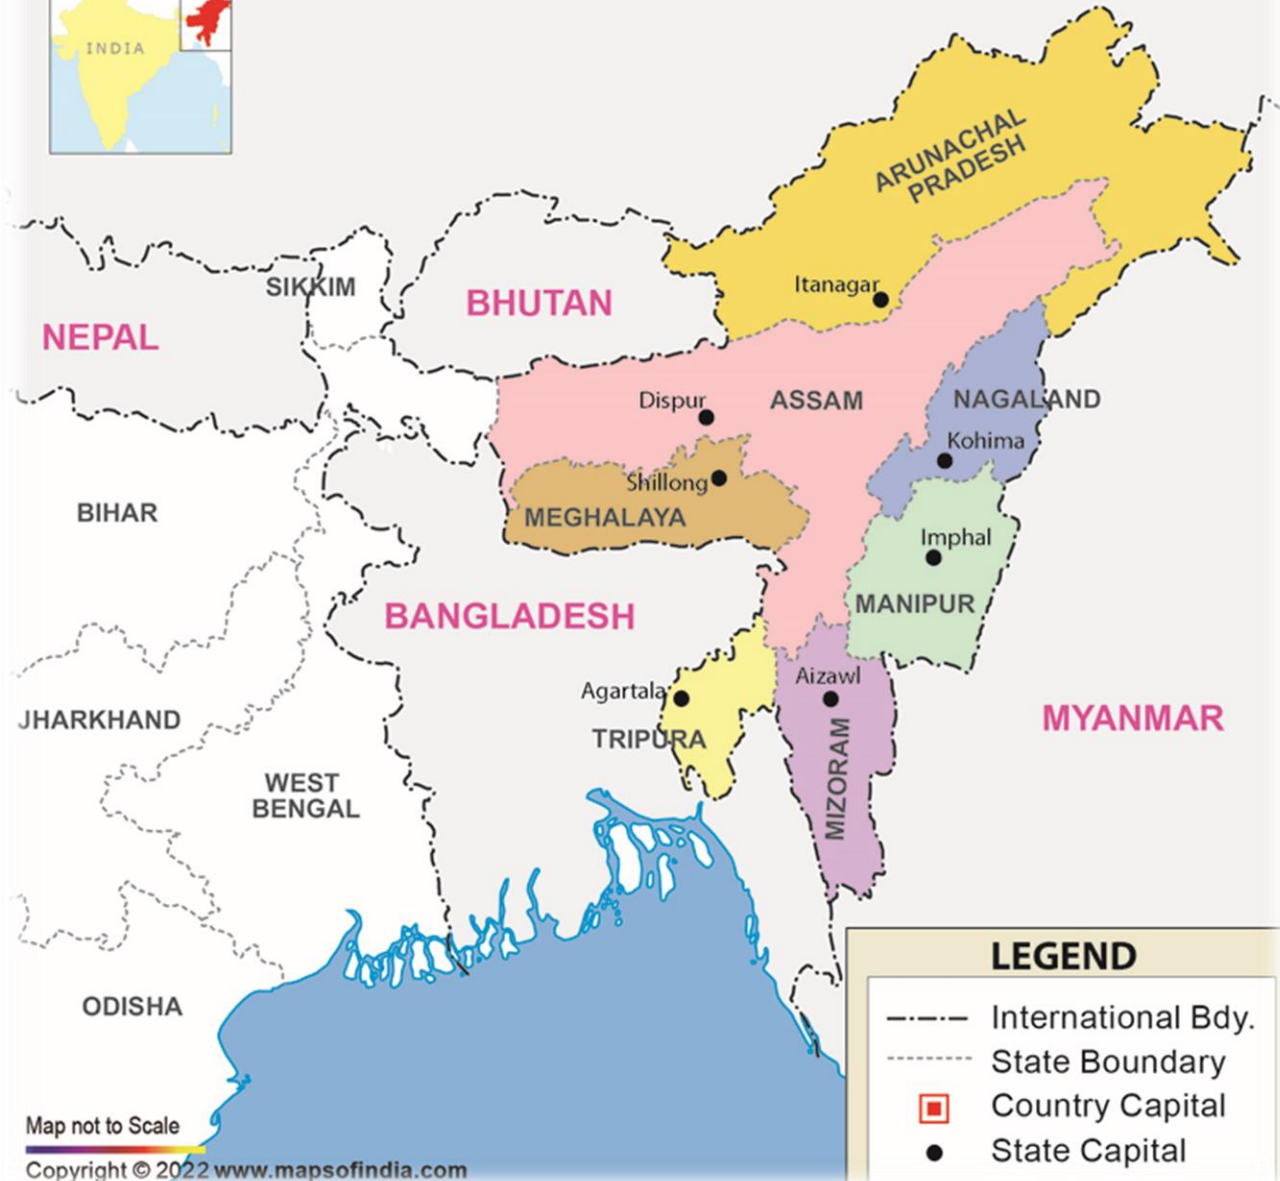 INDIA
ARUNACHAL
PRADESH
SIKKIM
Itanagar
BHUTAN
NEPAL
Dispur
ASSAM
NAGALAND
Kohima
Shillong
BIHAR
MEGHALAYA
Imphal
BANGLADESH
MANIPUR
Aizawl
Agartala
JHARKHAND
MYANMAR
TRIPURA
MIZORAM
WEST
BENGAL
LEGEND
ODISHA
International Bdy.
State Boundary
Country Capital
State Capital
Map not to Scale
Copyright © 2022 www.mapsofindia.com